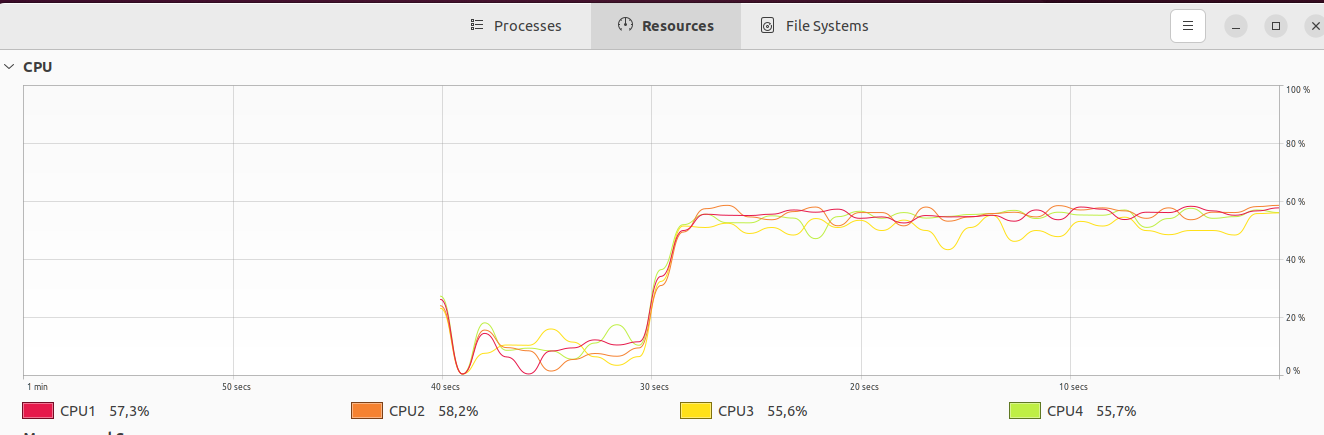 Processes Resources File Systems
CPU
100 %
80 %
60 %
40 %
20 %
0 %
1 min 50 secs 40 secs 30 secs 20 secs 10 secs
CPU1 57,3% CPU2 58,2% CPU3 55,6% CPU4 55,7%